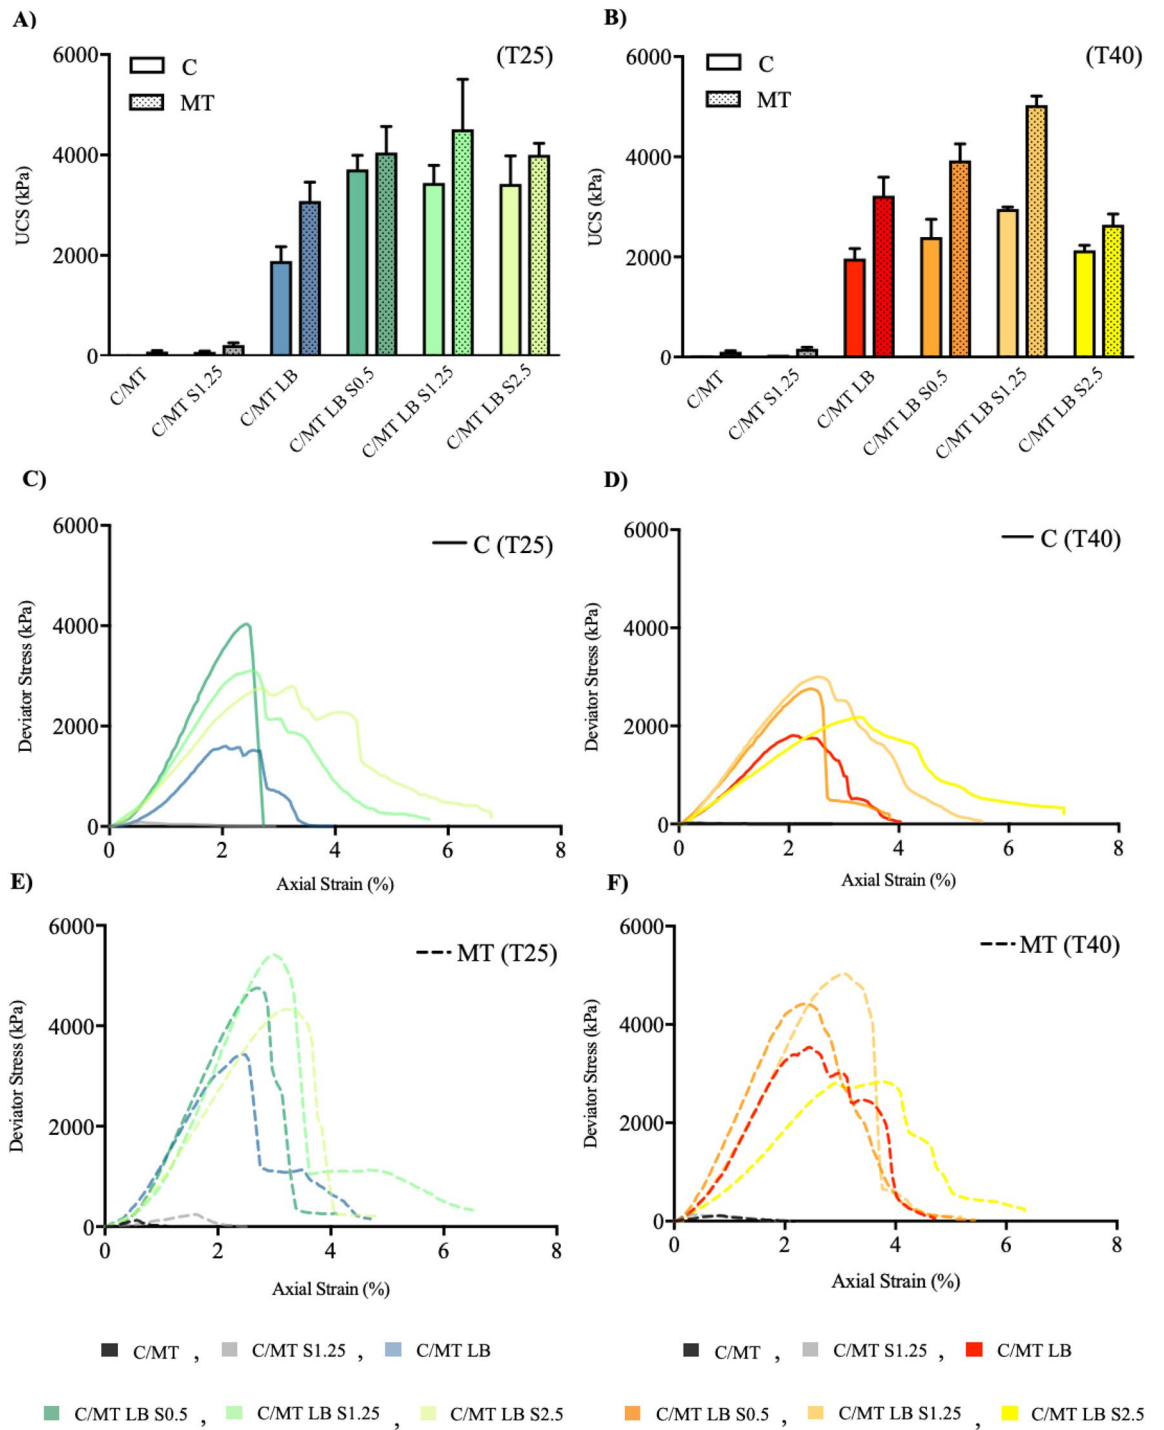 A)
B)
6000
4000
2000
0
UCS (kPa)
C
MT
(T25)
C/MT
C/MT S1.25
C/MT LB
C/MT LB S0.5
C/MT LB S1.25
C/MT LB S2.5
6000
4000
2000
0
UCS (kPa)
C
MT
(T40)
C/MT
C/MT S1.25
C/MT LB
C/MT LB S0.5
C/MT LB S1.25
C/MT LB S2.5
C)
D)
6000
4000
2000
0
Deviator Stress (kPa)
C (T25)
0 2 4 6 8
Axial Strain (%)
6000
4000
2000
0
Deviator Stress (kPa)
C (T40)
0 2 4 6 8
Axial Strain (%)
E)
F)
6000
4000
2000
0
Deviator Stress (kPa)
MT (T25)
0 2 4 6 8
Axial Strain (%)
6000
4000
2000
0
Deviator Stress (kPa)
MT (T40)
0 2 4 6 8
Axial Strain (%)
C/MT , C/MT S1.25 , C/MT LB
C/MT LB S0.5 , C/MT LB S1.25 , C/MT LB S2.5
C/MT , C/MT S1.25 , C/MT LB
C/MT LB S0.5 , C/MT LB S1.25 , C/MT LB S2.5